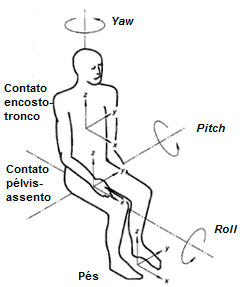 Yaw
Contato
encosto-
tronco
z
y
x
Pitch
Contato
pélvis-
assento
z
y
x
Roll
z
y
x
Pés